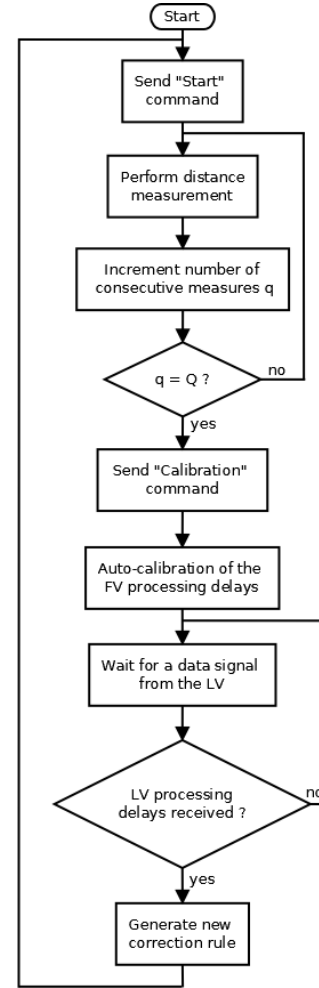 Start
Send "Start"
command
Perform distance
measurement
Increment number of
consecutive measures q
q = Q ?
no
yes
Send "Calibration"
command
Auto-calibration of the
FV processing delays
Wait for a data signal
from the LV
LV processing
delays received ?
no
yes
Generate new
correction rule